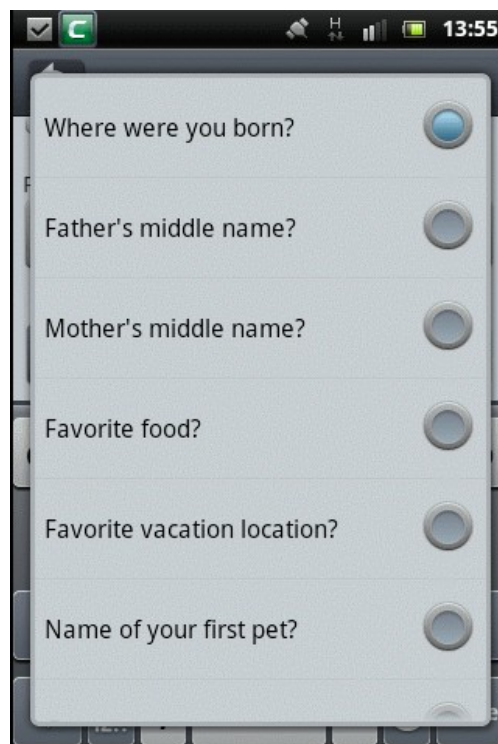 C
H
13:55
Where were you born?
Father's middle name?
Mother's middle name?
Favorite food?
Favorite vacation location?
Name of your first pet?